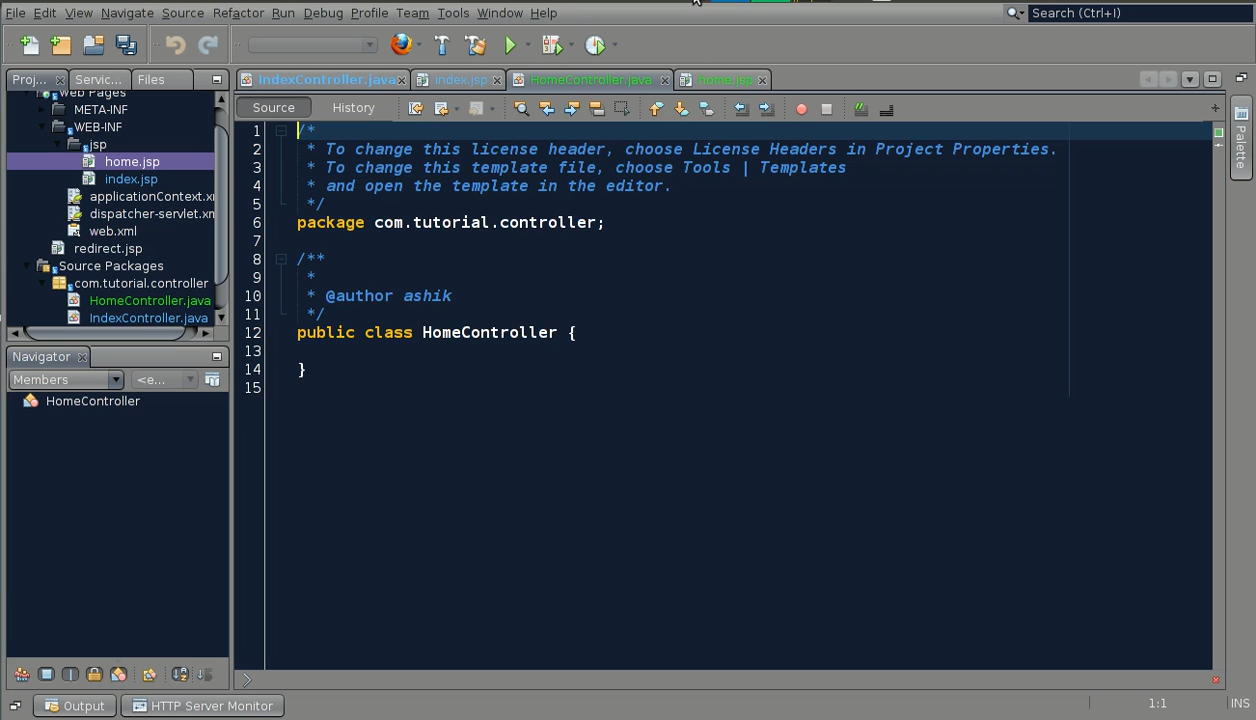 File Edit View Navigate Source Refactor Run Debug Profile Team Tools Window Help
Search (Ctrl+I)
Proj... Servic... Files
IndexController.java index.jsp HomeController.java home.jsp
Source History
Web Pages
META-INF
WEB-INF
jsp
home.jsp
index.jsp
applicationContext.xm
dispatcher-servlet.xm
web.xml
redirect.jsp
Source Packages
com.tutorial.controller
HomeController.java
IndexController.java
Navigator
Members <e...
HomeController
1 /*
2 * To change this license header, choose License Headers in Project Properties.
3 * To change this template file, choose Tools | Templates
4 * and open the template in the editor.
5 */
6 package com.tutorial.controller;
7
8 /**
9 *
10 * @author ashik
11 */
12 public class HomeController {
13
14 }
15
Palette
Output HTTP Server Monitor
1:1 INS